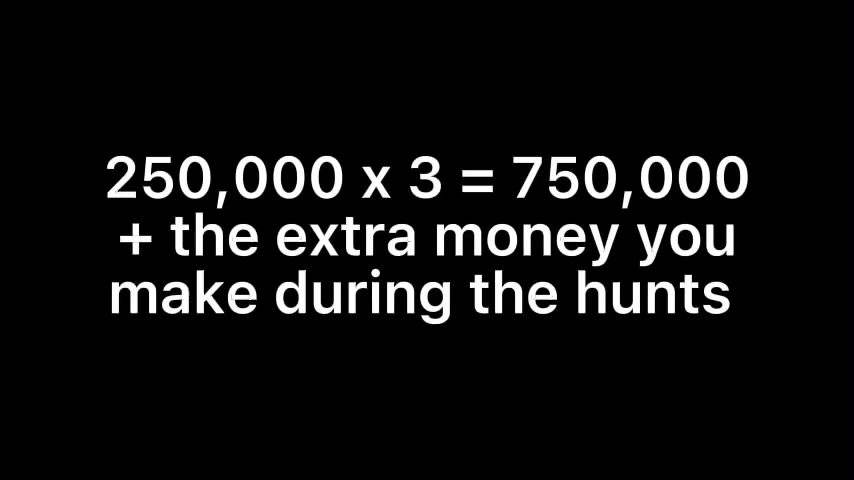 250,000 x 3 = 750,000
+ the extra money you
make during the hunts